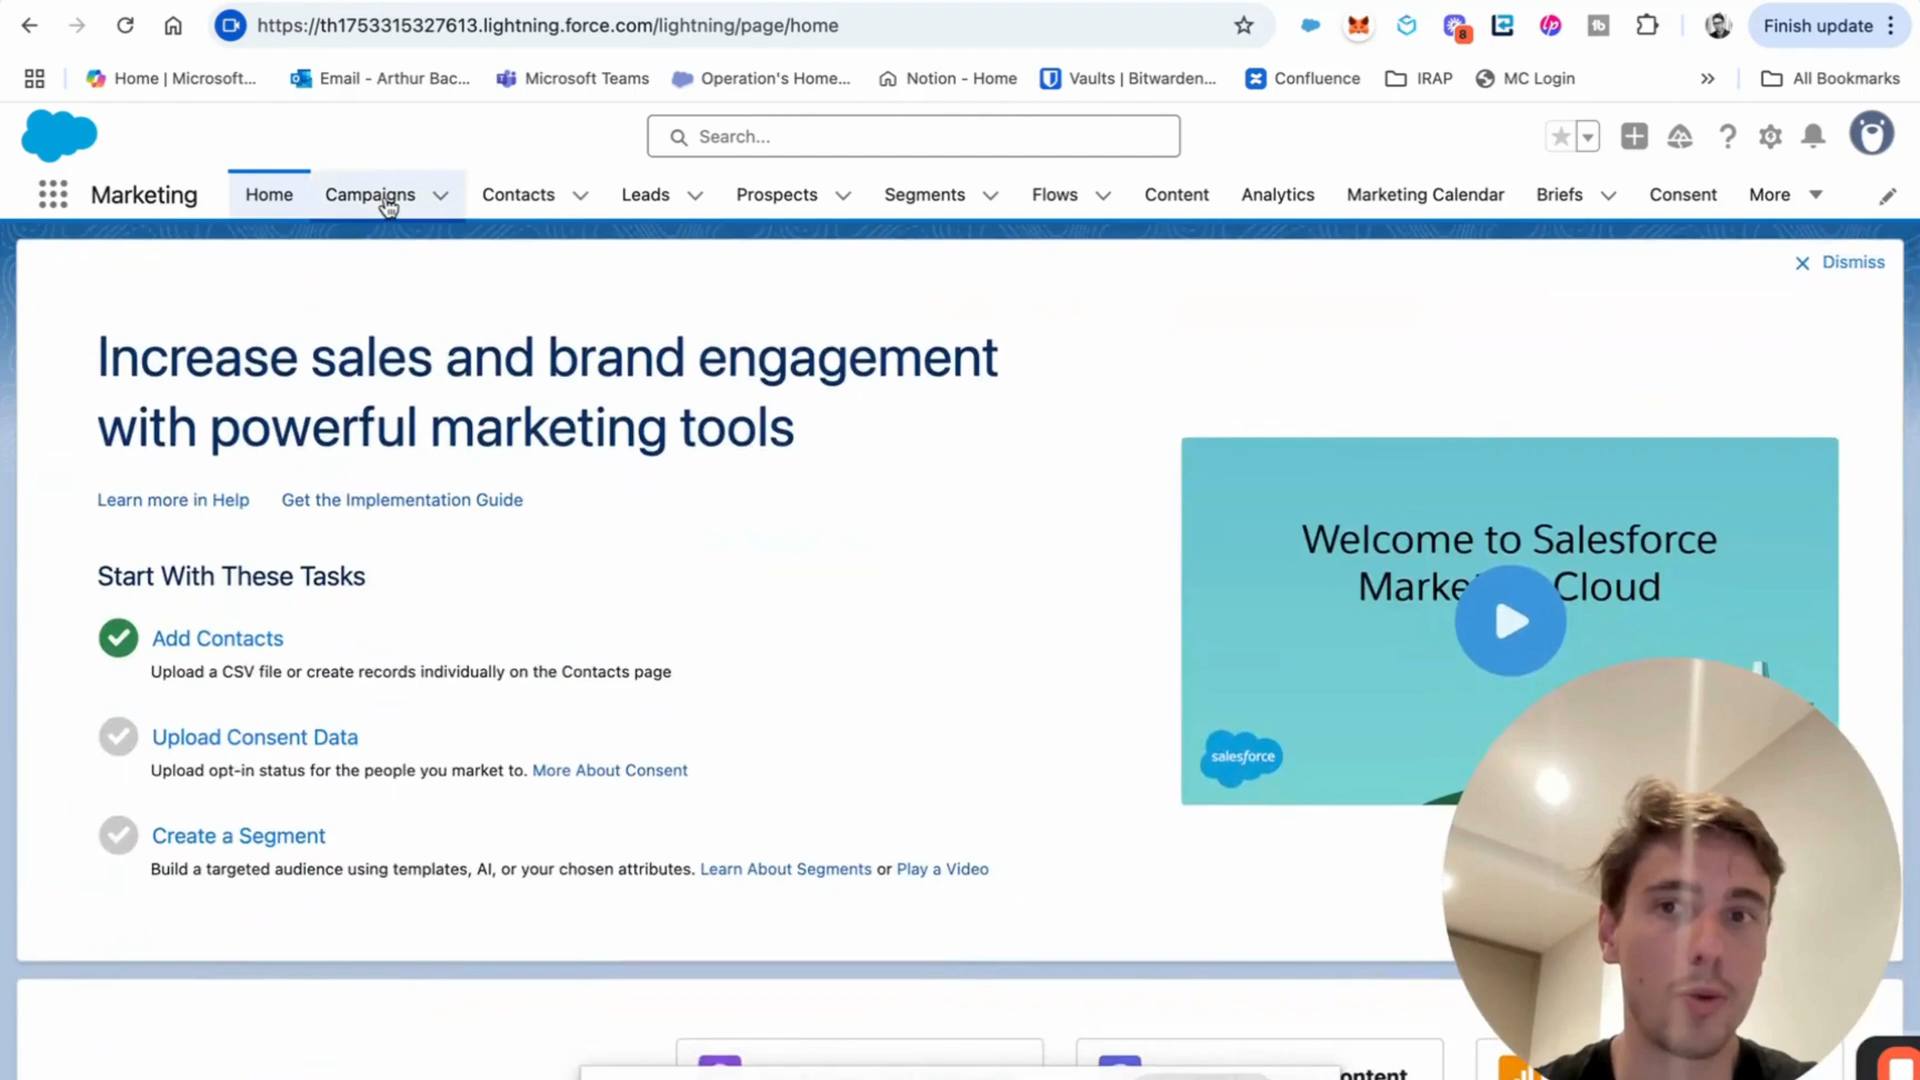 https://th1753315327613.lightning.force.com/lightning/page/home
8
Finish update
Home | Microsoft...
Email - Arthur Bac...
Microsoft Teams
Operation's Home...
Notion - Home
Vaults | Bitwarden...
Confluence
IRAP
MC Login
»
All Bookmarks
Search...
Marketing
Home
Campaigns
Contacts
Leads
Prospects
Segments
Flows
Content
Analytics
Marketing Calendar
Briefs
Consent
More
Dismiss
Increase sales and brand engagement
with powerful marketing tools
Learn more in Help
Get the Implementation Guide
Start With These Tasks
Add Contacts
Upload a CSV file or create records individually on the Contacts page
Upload Consent Data
Upload opt-in status for the people you market to. More About Consent
Create a Segment
Build a targeted audience using templates, AI, or your chosen attributes. Learn About Segments or Play a Video
Welcome to Salesforce
Cloud
salesforce